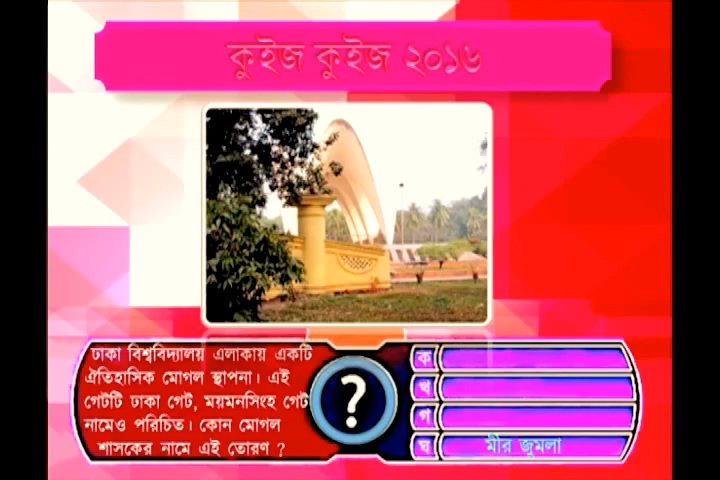 কুইজ কুইজ ২০১৬
ঢাকা বিশ্ববিদ্যালয় এলাকায় একটি
ঐতিহাসিক মোগল স্থাপনা। এই
গেটটি ঢাকা গেট, ময়মনসিংহ গেট
নামেও পরিচিত। কোন মোগল
শাসকের নামে এই তোরণ ?
?
ক
খ
গ
ঘ মীর জুমলা